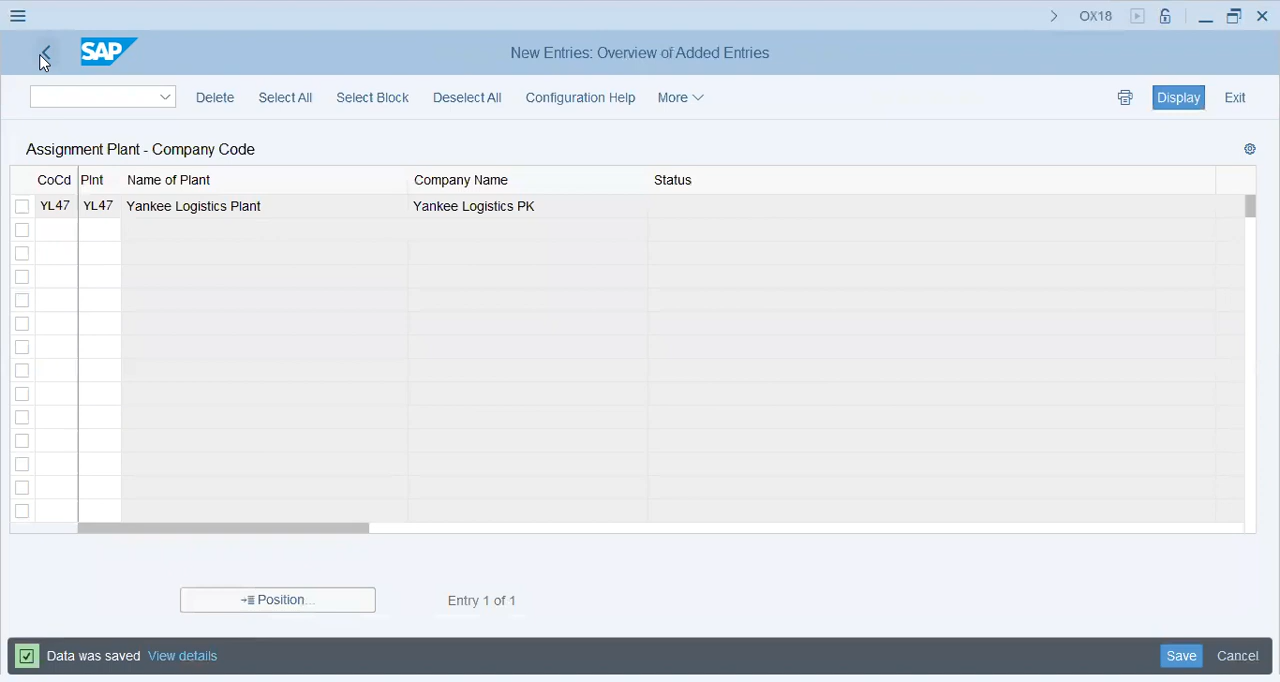 OX18
SAP New Entries: Overview of Added Entries
Delete Select All Select Block Deselect All Configuration Help More Display Exit
Assignment Plant - Company Code
CoCd Plnt Name of Plant Company Name Status
YL47 YL47 Yankee Logistics Plant Yankee Logistics PK
Position... Entry 1 of 1
Data was saved View details Save Cancel